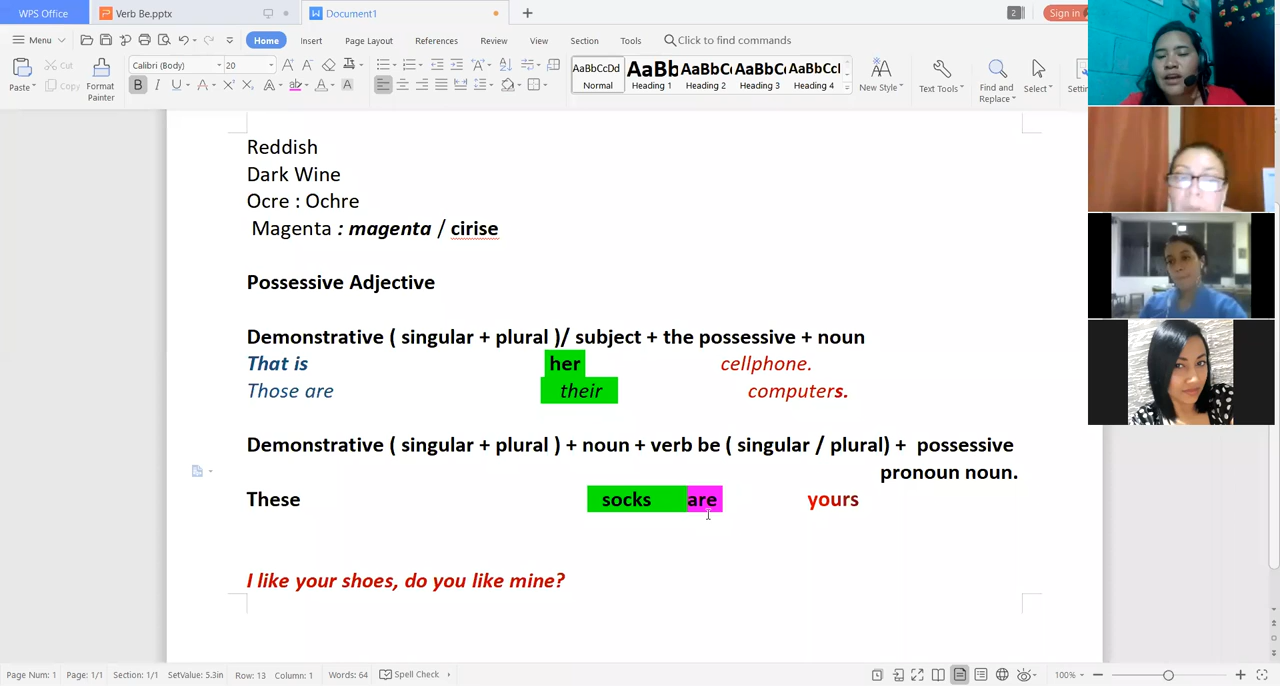 WPS Office Verb Be.pptx Document1 2 Sign in
Menu Home Insert Page Layout References Review View Section Tools Click to find commands
Paste Cut Copy Format Painter Calibri (Body) 20 B I U A A AaBbCcDd Normal AaBb Heading 1 AaBbC Heading 2 AaBbC Heading 3 AaBbCcI Heading 4 New Style Text Tools Find and Replace Select
Reddish
Dark Wine
Ocre : Ochre
Magenta : magenta / cirise
Possessive Adjective
Demonstrative ( singular + plural )/ subject + the possessive + noun
That is her cellphone.
Those are their computers.
Demonstrative ( singular + plural ) + noun + verb be ( singular / plural) + possessive
pronoun noun.
These socks are yours
I like your shoes, do you like mine?
Page Num: 1 Page: 1/1 Section: 1/1 SetValue: 5.3in Row: 13 Column: 1 Words: 64 Spell Check 100%